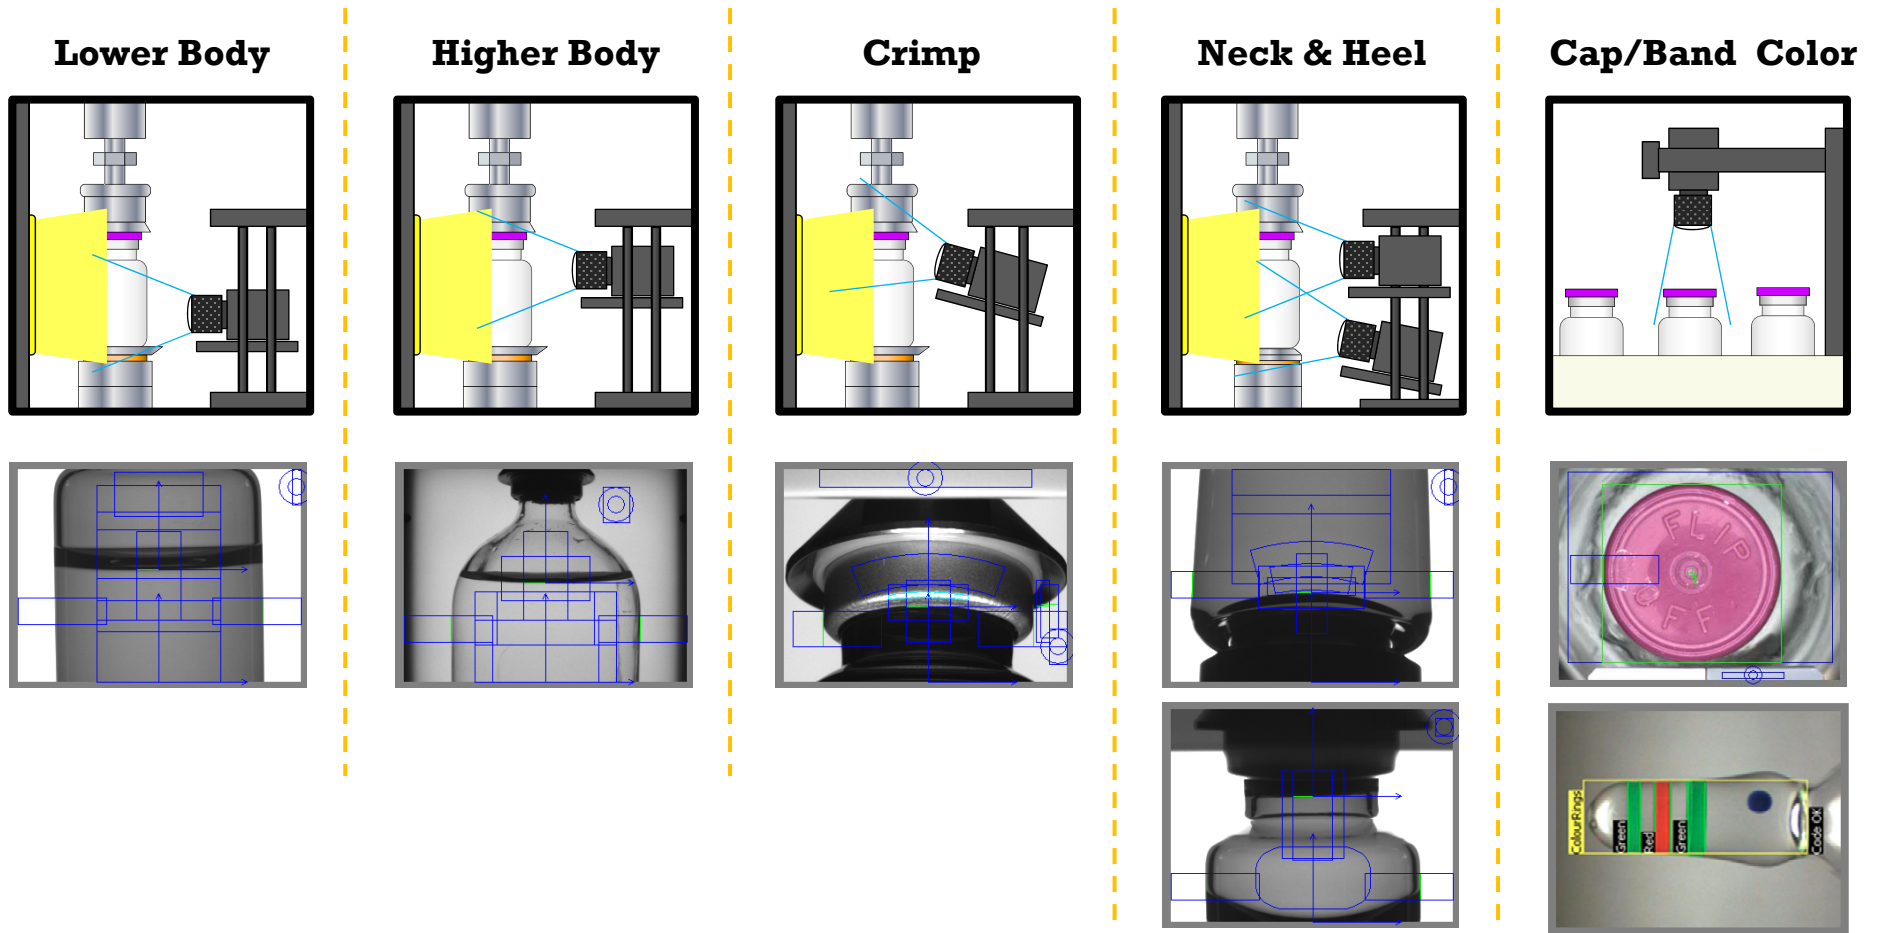 Lower Body
Higher Body
Crimp
Neck & Heel
Cap/Band Color
FLIP
OFF
ColourRings
Green
Red
Green
Code OK